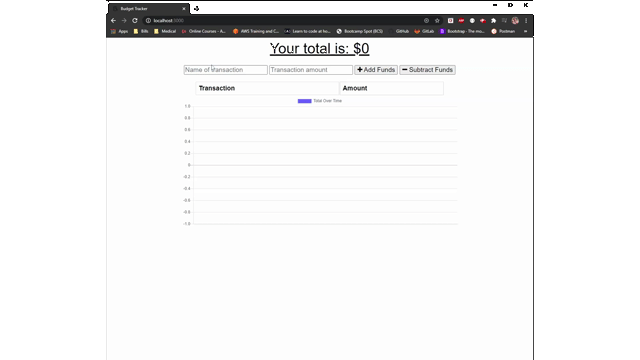 Budget Tracker
localhost:3000
Apps Bills Medical Online Courses - A... AWS Training and C... Learn to code at ho... Bootcamp Spot (BCS) GitHub GitLab Bootstrap · The mo... Postman
Your total is: $0
Name of transaction Transaction amount Add Funds Subtract Funds
Transaction Amount
Total Over Time
1.0
0.8
0.6
0.4
0.2
0
-0.2
-0.4
-0.6
-0.8
-1.0